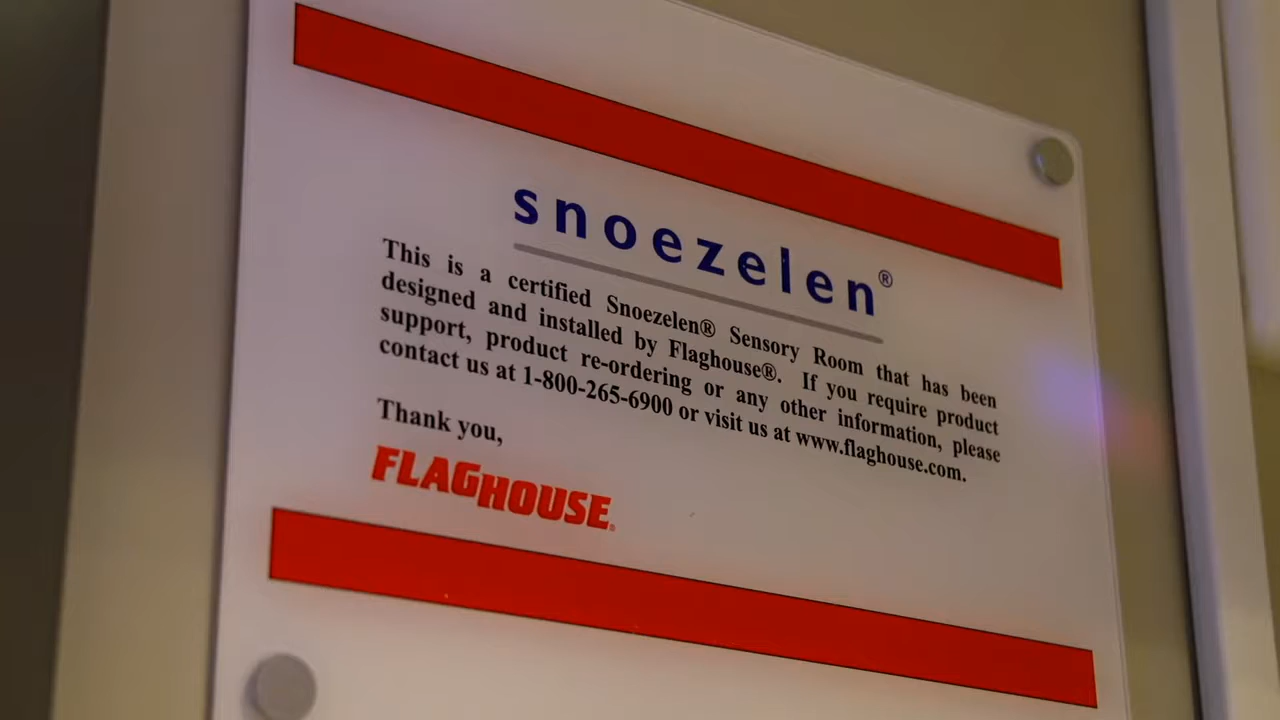 snoezelen®
This is a certified Snoezelen® Sensory Room that has been
designed and installed by Flaghouse®. If you require product
support, product re-ordering or any other information, please
contact us at 1-800-265-6900 or visit us at www.flaghouse.com.
Thank you,
FLAGHOUSE